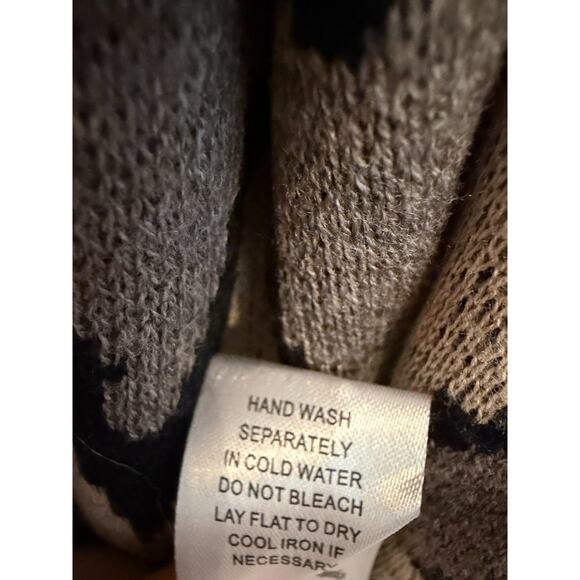 HAND WASH
SEPARATELY
IN COLD WATER
DO NOT BLEACH
LAY FLAT TO DRY
COOL IRON IF
NECESSARY